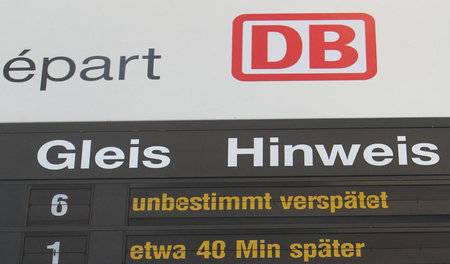 épart DB
Gleis Hinweis
6 unbestimmt verspätet
1 etwa 40 Min später